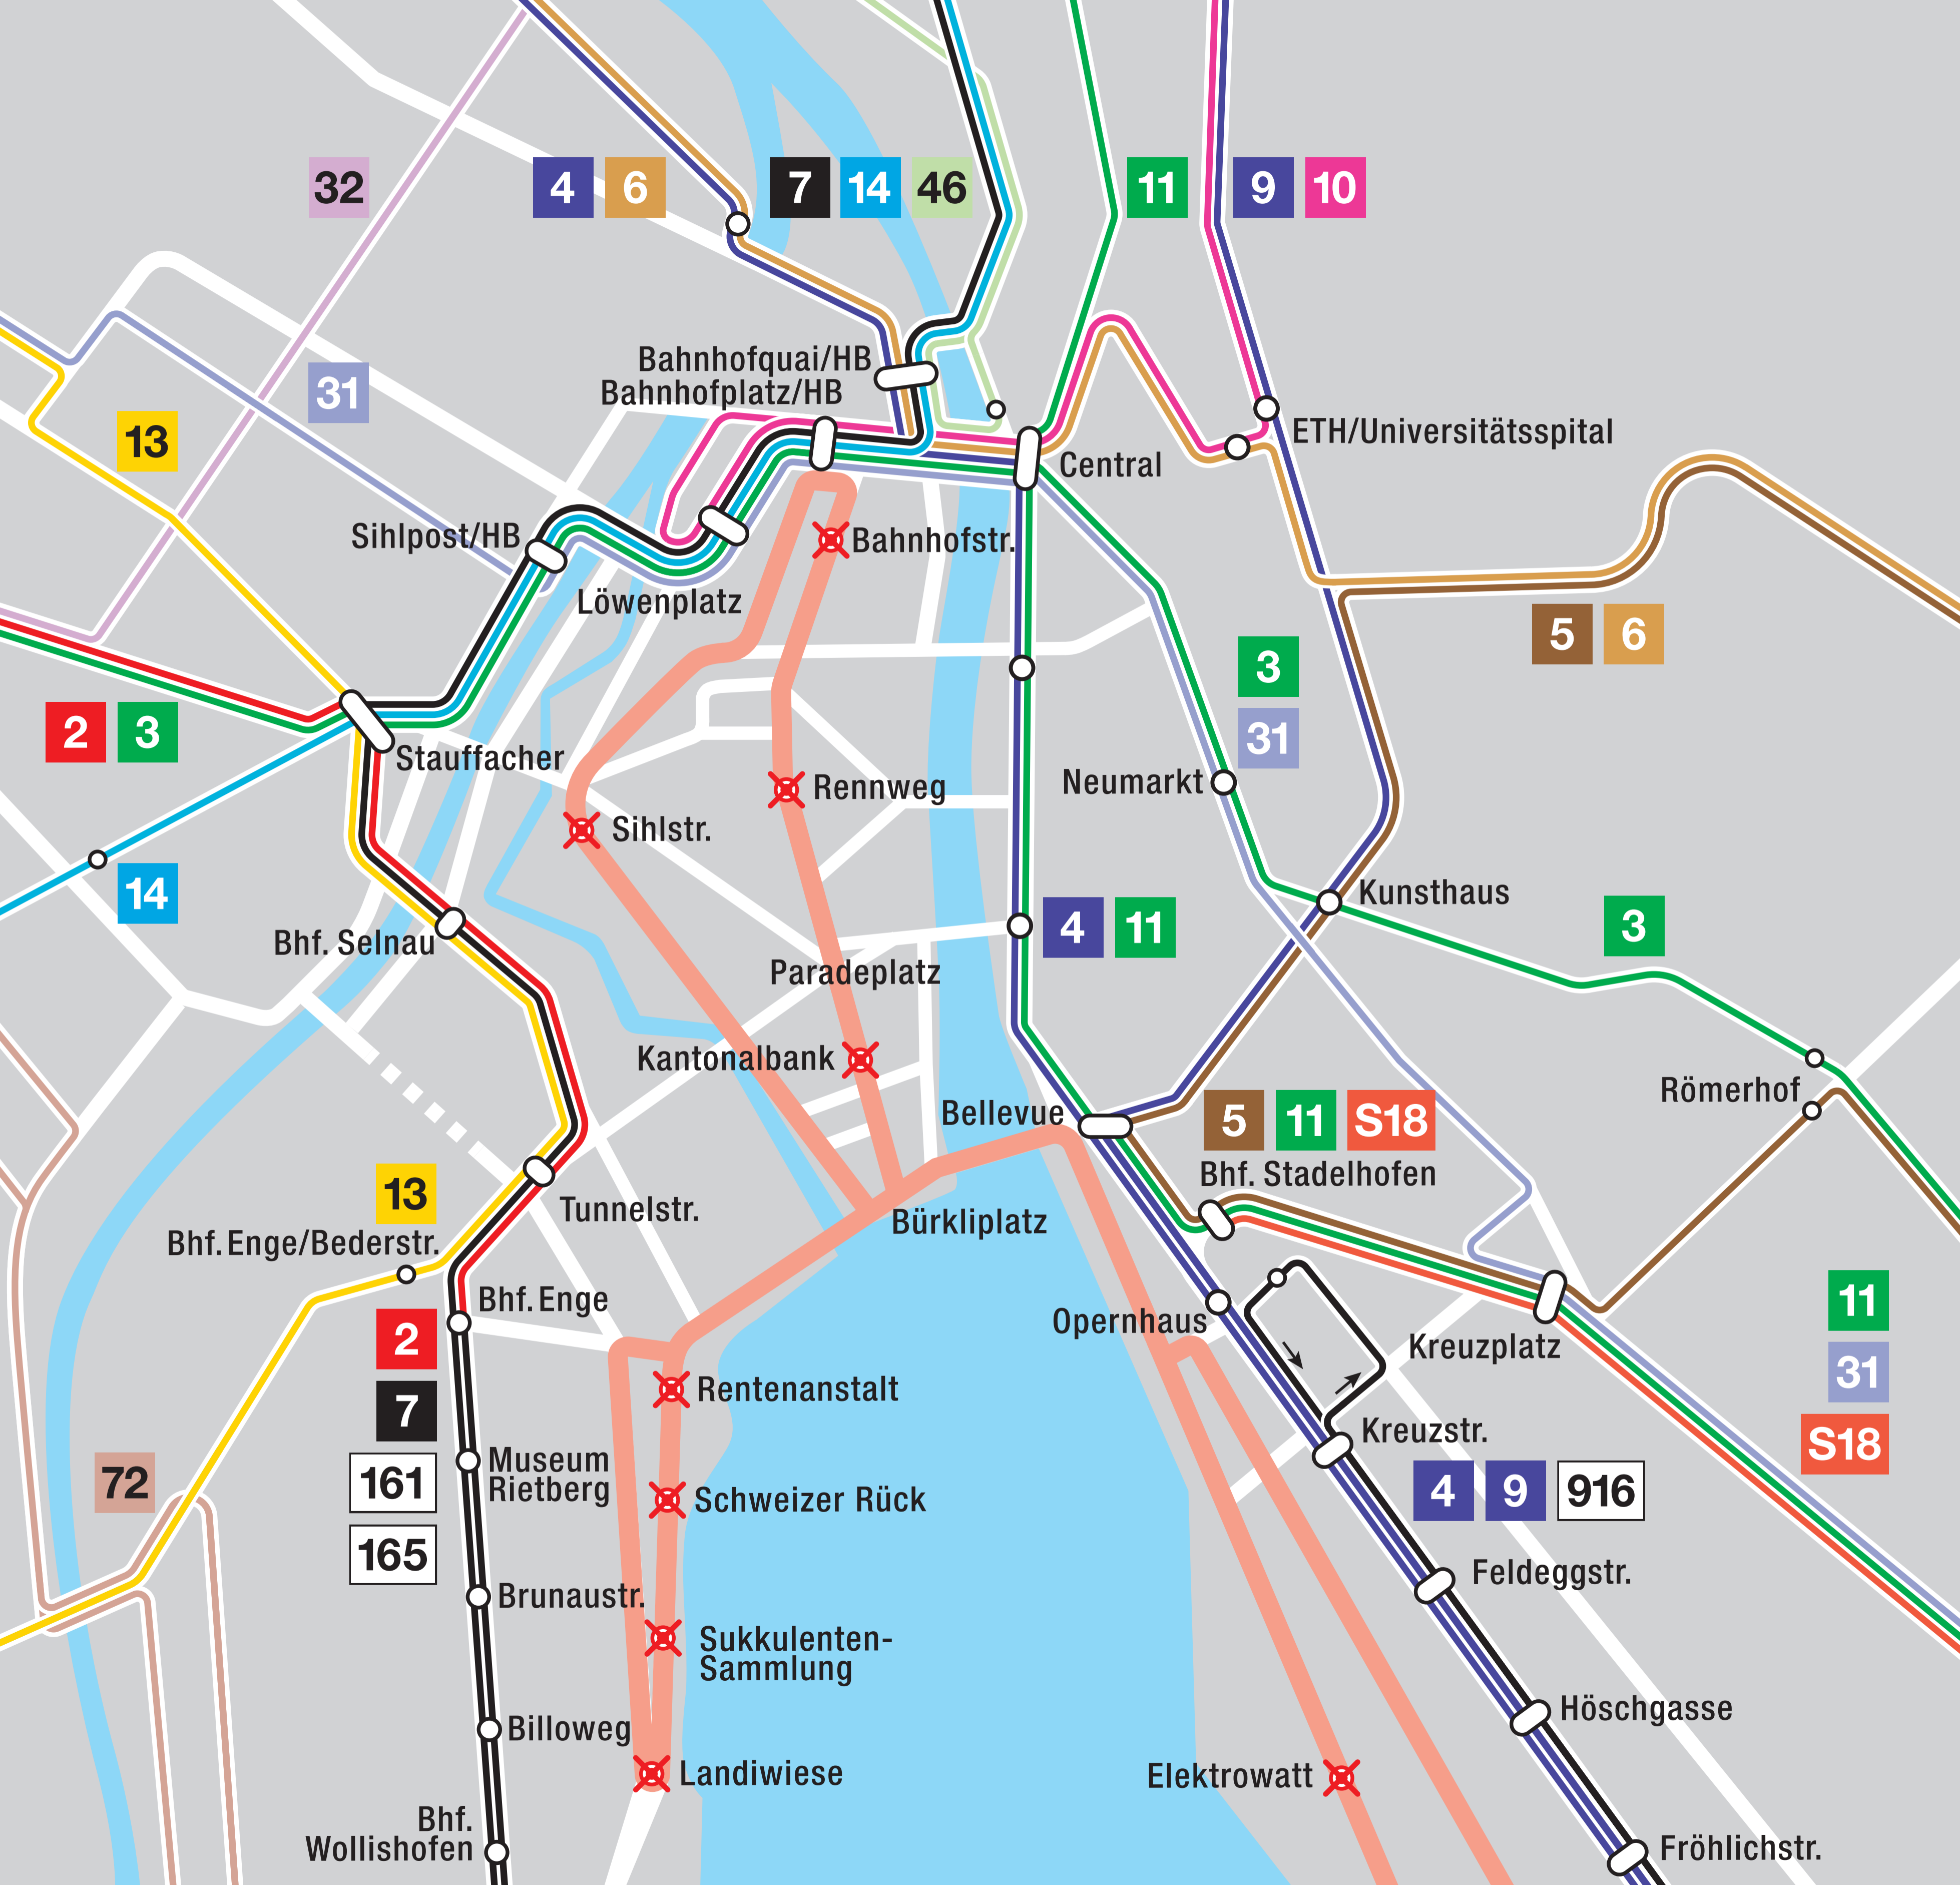 32
4 6
7 14 46
11
9 10
Bahnhofquai/HB
Bahnhofplatz/HB
31
13
ETH/Universitätsspital
Central
Sihlpost/HB
Bahnhofstr.
Löwenplatz
5 6
3
31
2 3
Stauffacher
Neumarkt
Rennweg
Sihlstr.
14
Kunsthaus
Bhf. Selnau
4 11
3
Paradeplatz
Kantonalbank
Römerhof
Bellevue
5 11 S18
Bhf. Stadelhofen
13
Tunnelstr.
Bürkliplatz
Bhf. Enge/Bederstr.
Bhf. Enge
Opernhaus
Kreuzplatz
11
31
S18
2
7
161
165
Rentenanstalt
Kreuzstr.
Museum
Rietberg
72
Schweizer Rück
4 9 916
Feldeggstr.
Brunaustr.
Sukkulenten-
Sammlung
Höschgasse
Billoweg
Landiwiese
Elektrowatt
Bhf.
Wollishofen
Fröhlichstr.